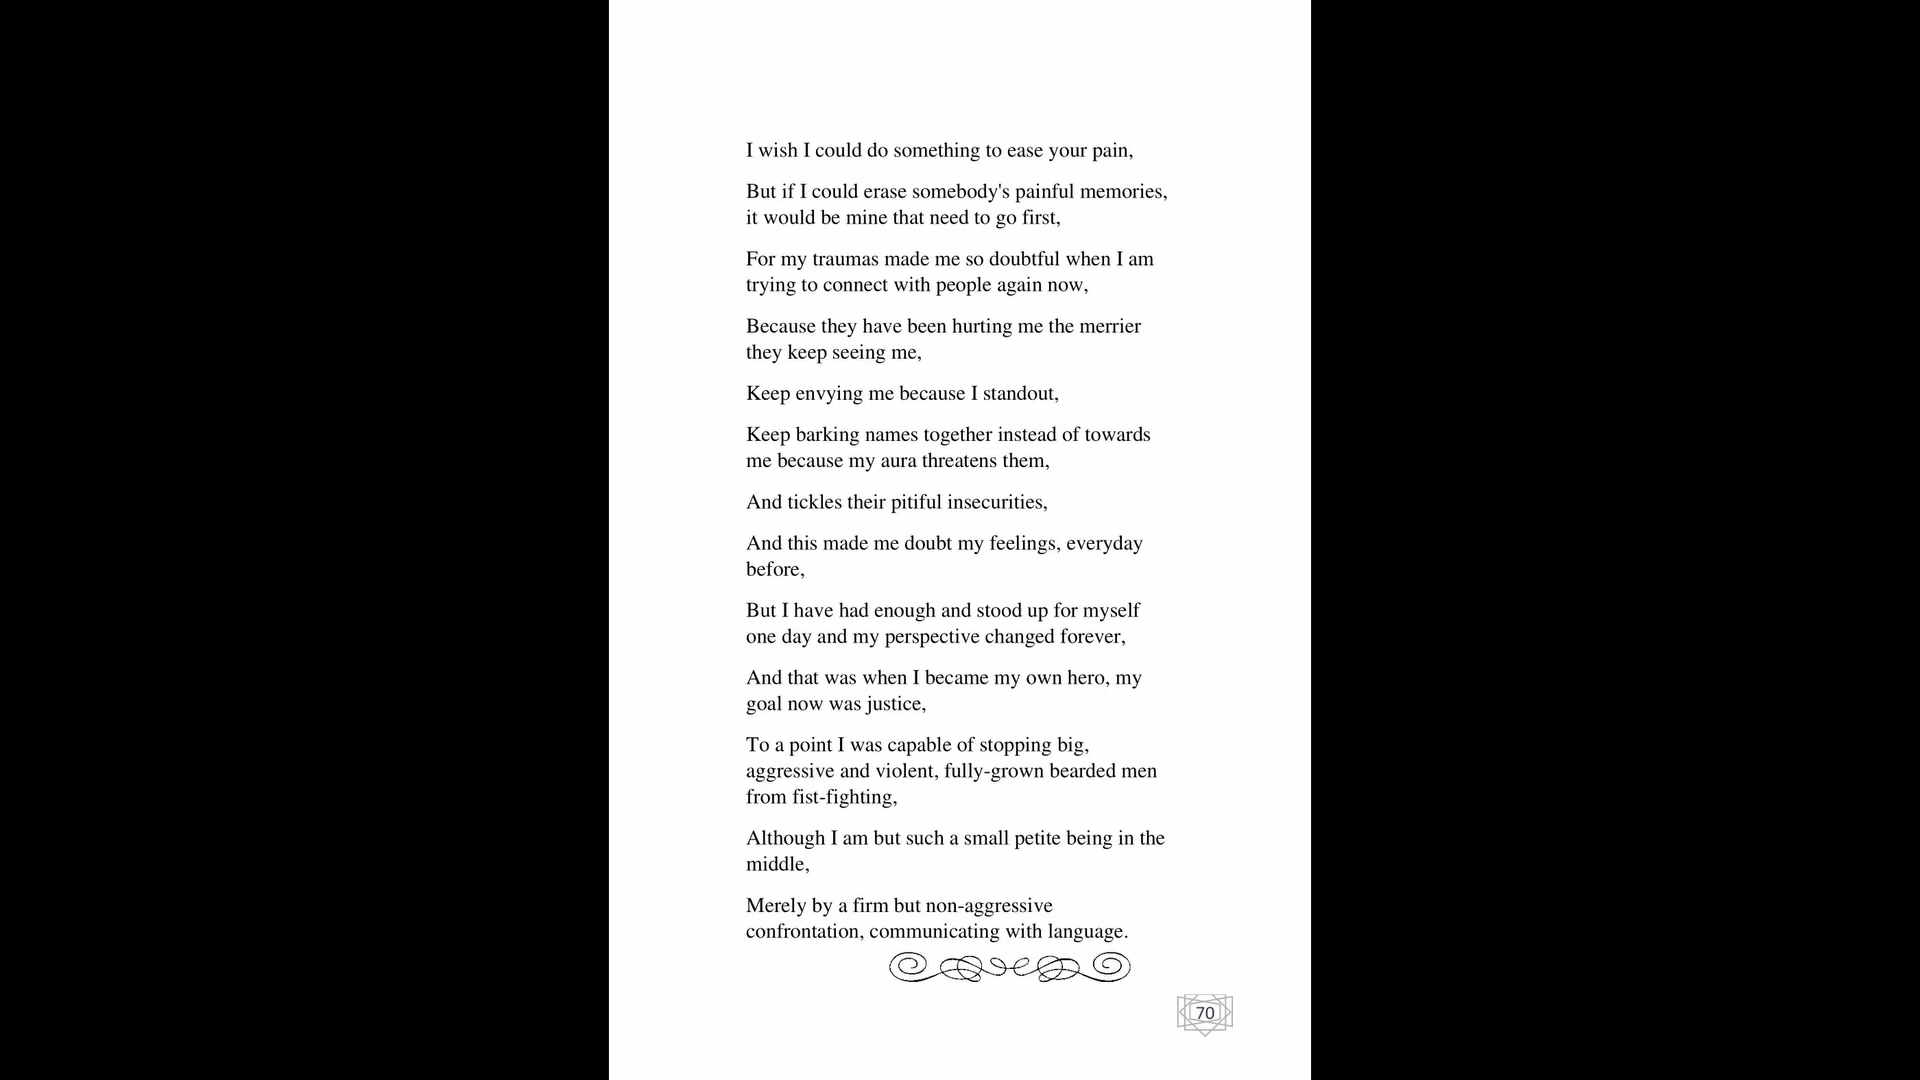 I wish I could do something to ease your pain,
But if I could erase somebody's painful memories,
it would be mine that need to go first,
For my traumas made me so doubtful when I am
trying to connect with people again now,
Because they have been hurting me the merrier
they keep seeing me,
Keep envying me because I standout,
Keep barking names together instead of towards
me because my aura threatens them,
And tickles their pitiful insecurities,
And this made me doubt my feelings, everyday
before,
But I have had enough and stood up for myself
one day and my perspective changed forever,
And that was when I became my own hero, my
goal now was justice,
To a point I was capable of stopping big,
aggressive and violent, fully-grown bearded men
from fist-fighting,
Although I am but such a small petite being in the
middle,
Merely by a firm but non-aggressive
confrontation, communicating with language.
70